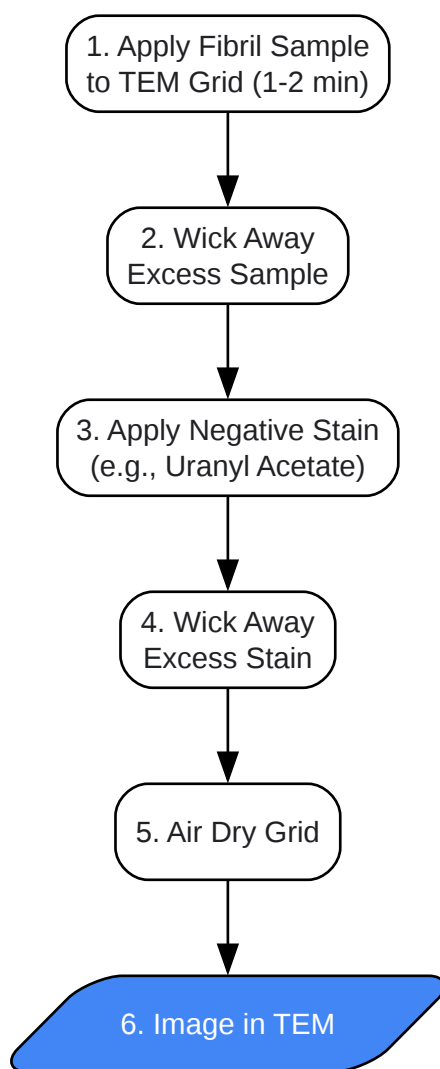 1. Apply Fibril Sample
to TEM Grid (1-2 min)
2. Wick Away
Excess Sample
3. Apply Negative Stain
(e.g., Uranyl Acetate)
4. Wick Away
Excess Stain
5. Air Dry Grid
6. Image in TEM